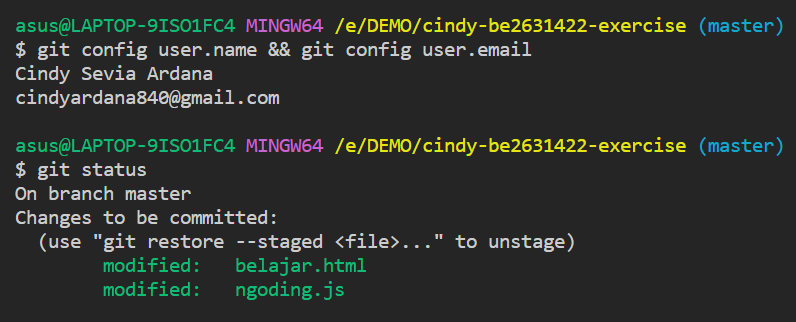 asus@LAPTOP-9ISO1FC4 MINGW64 /e/DEMO/cindy-be2631422-exercise (master)
$ git config user.name && git config user.email
Cindy Sevia Ardana
cindyardana840@gmail.com
asus@LAPTOP-9ISO1FC4 MINGW64 /e/DEMO/cindy-be2631422-exercise (master)
$ git status
On branch master
Changes to be committed:
(use "git restore --staged <file>..." to unstage)
modified: belajar.html
modified: ngoding.js